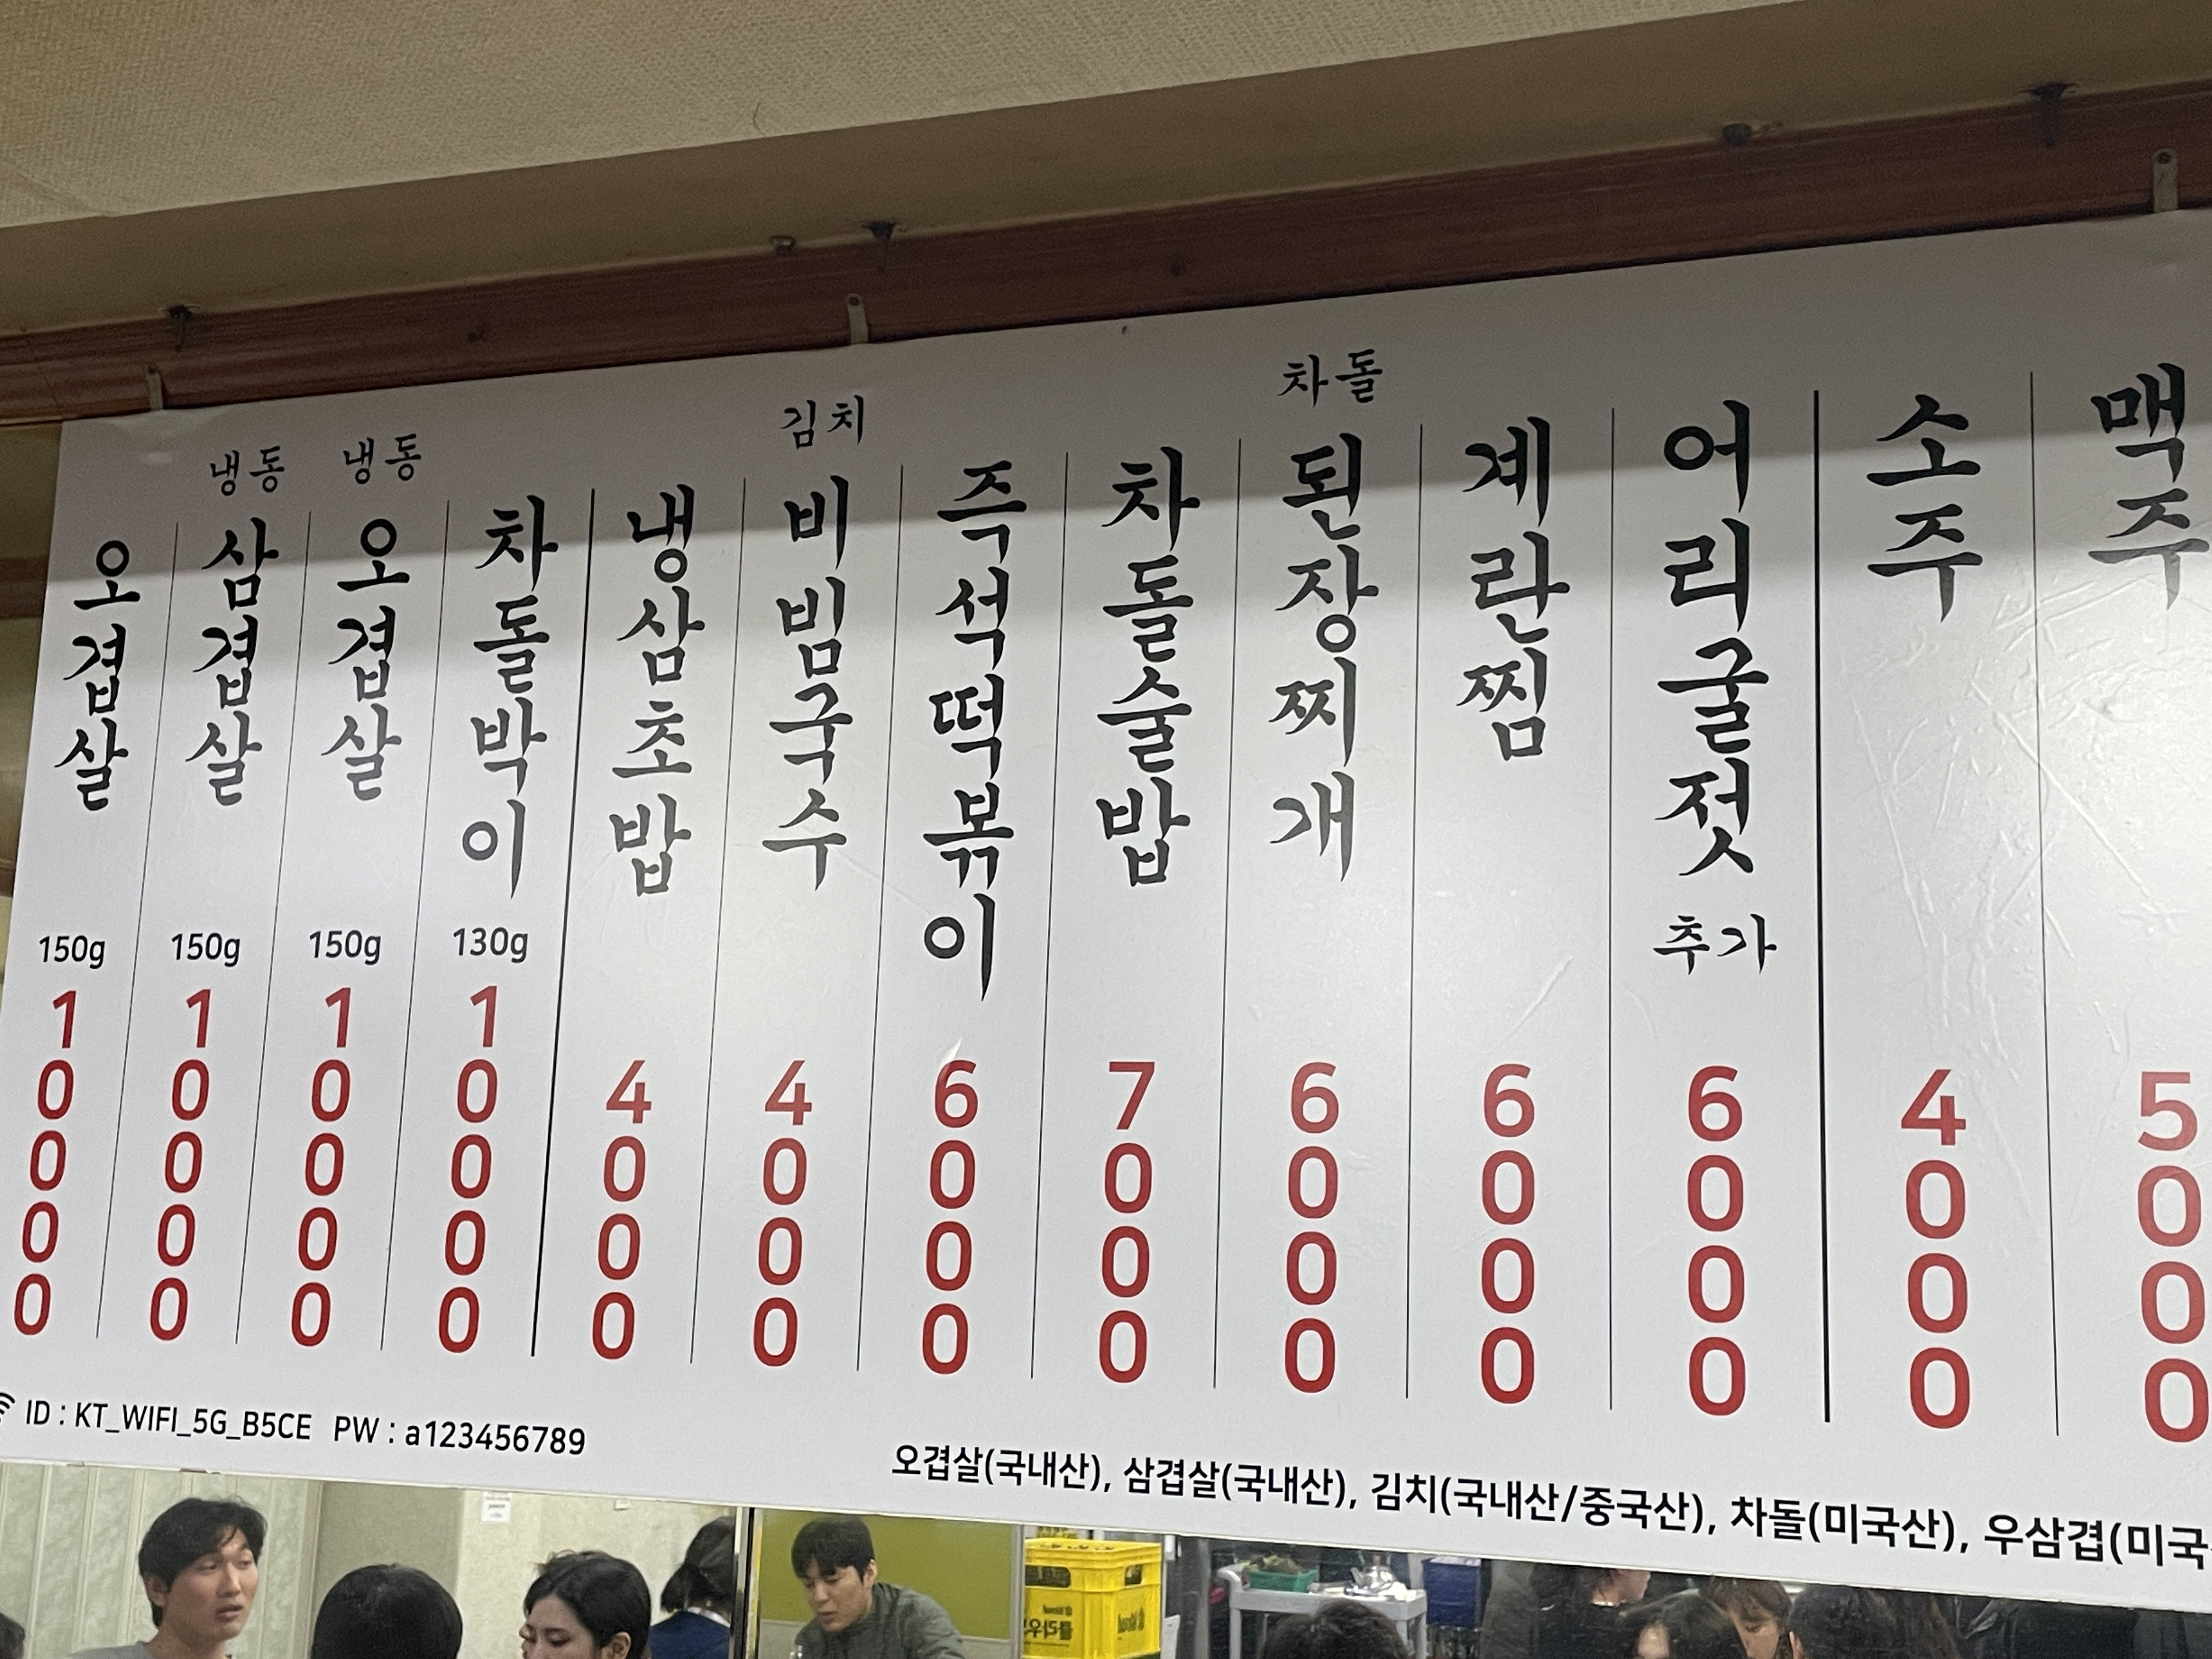 오겹살 150g 10000
냉동 삼겹살 150g 10000
냉동 오겹살 150g 10000
차돌박이 130g 10000
냉삼초밥 4000
김치 비빔국수 4000
즉석떡볶이 6000
차돌술밥 7000
차돌 된장찌개 6000
계란찜 6000
어리굴젓 추가 6000
소주 4000
맥주 5000
ID : KT_WIFI_5G_B5CE PW : a123456789
오겹살(국내산), 삼겹살(국내산), 김치(국내산/중국산), 차돌(미국산), 우삼겹(미국